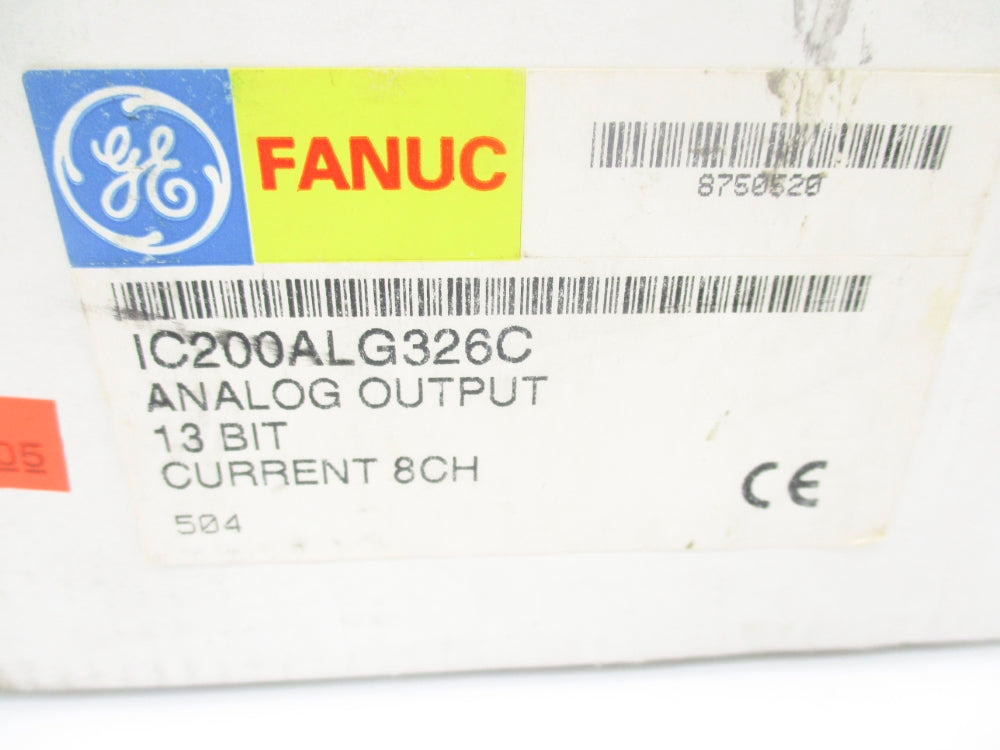 GE FANUC
8750520
IC200ALG326C
ANALOG OUTPUT
13 BIT
CURRENT 8CH
CE
504
05